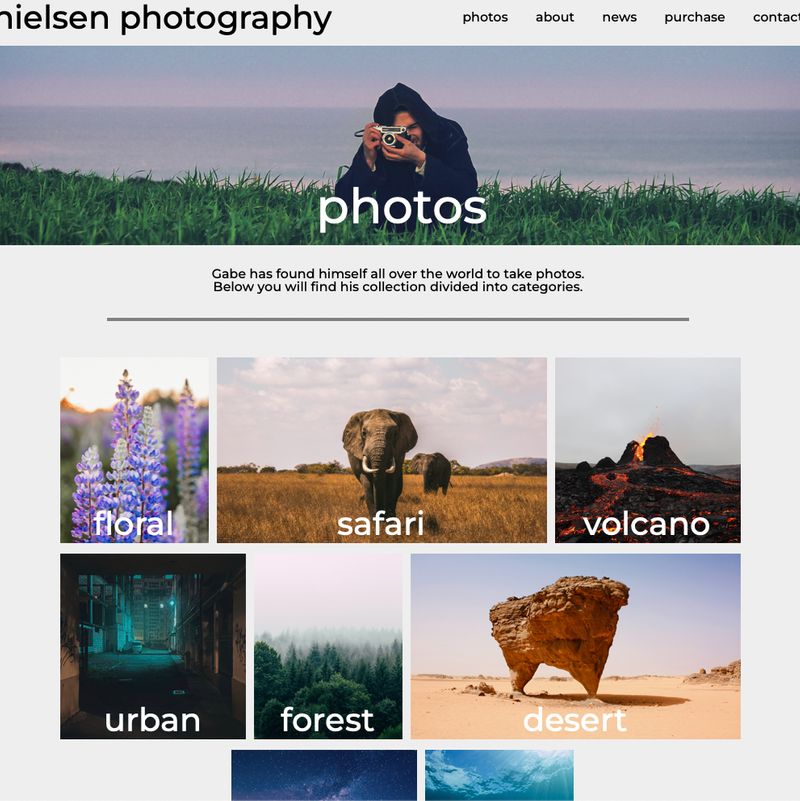 nielsen photography
photos about news purchase contact
photos
Gabe has found himself all over the world to take photos.
Below you will find his collection divided into categories.
floral
safari
volcano
urban
forest
desert